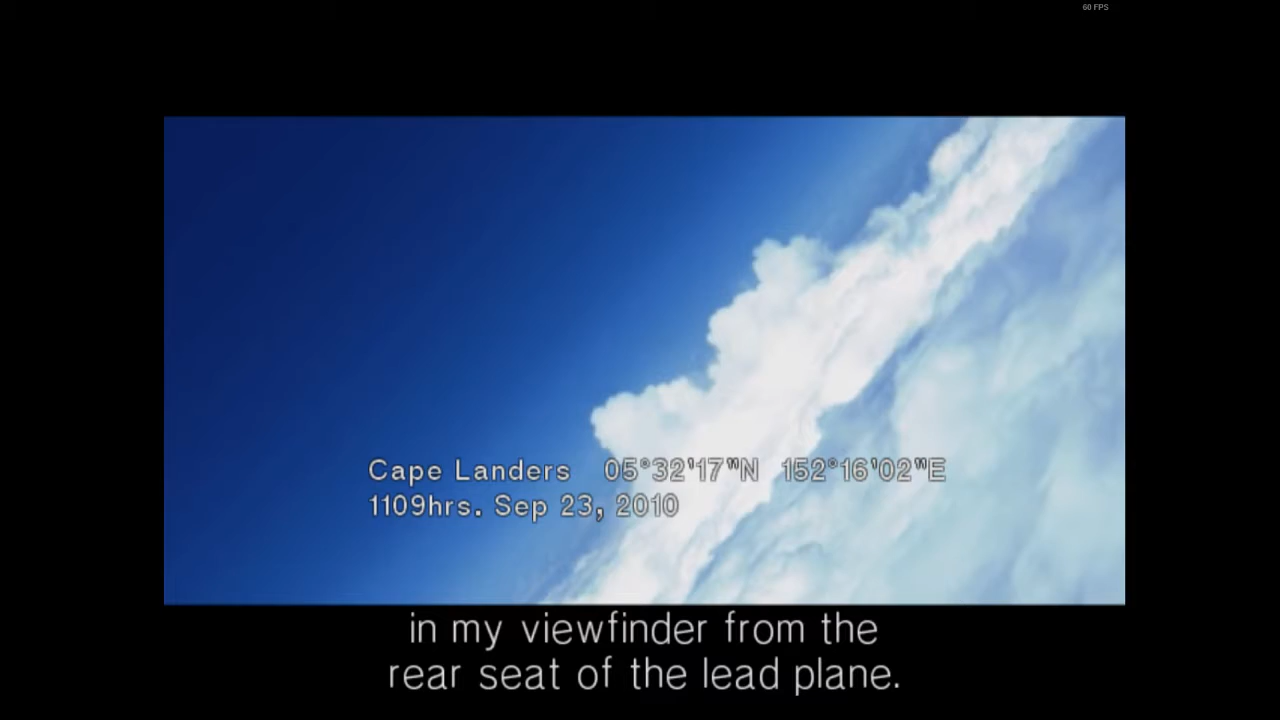 60 FPS
Cape Landers 05°32'17"N 152°16'02"E
1109hrs. Sep 23, 2010
in my viewfinder from the
rear seat of the lead plane.